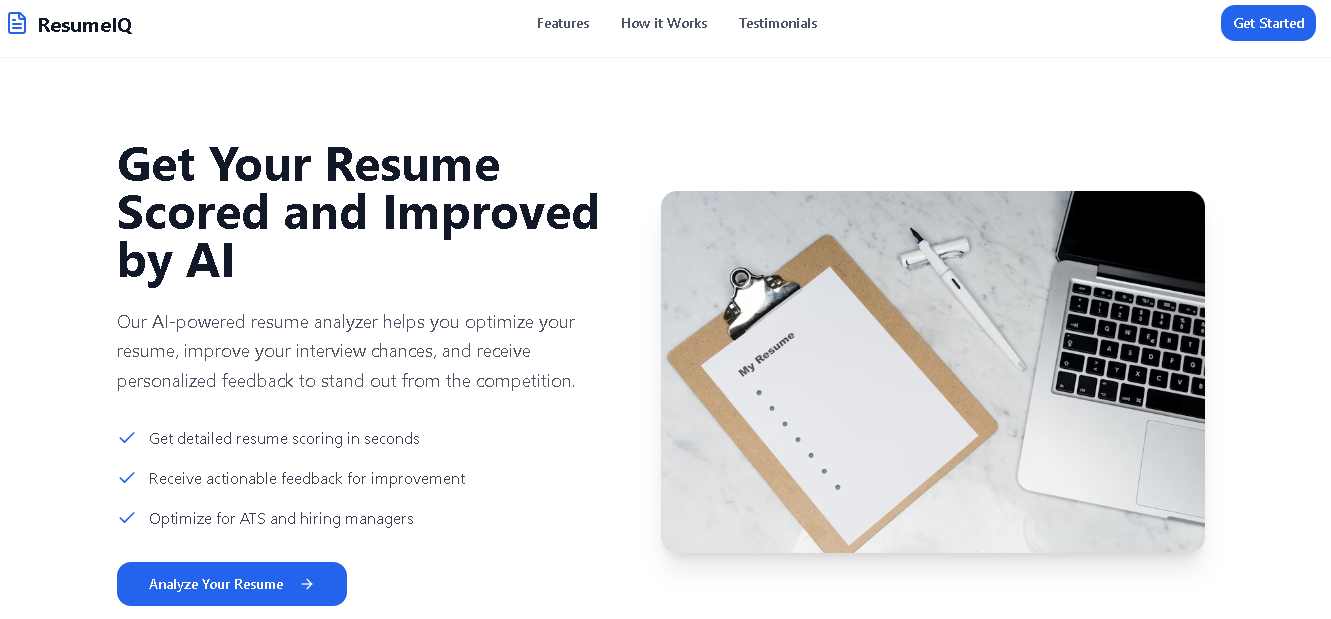 ResumeIQ
Features
How it Works
Testimonials
Get Started
Get Your Resume
Scored and Improved
by AI
Our AI-powered resume analyzer helps you optimize your
resume, improve your interview chances, and receive
personalized feedback to stand out from the competition.
Get detailed resume scoring in seconds
Receive actionable feedback for improvement
Optimize for ATS and hiring managers
Analyze Your Resume
My Resume